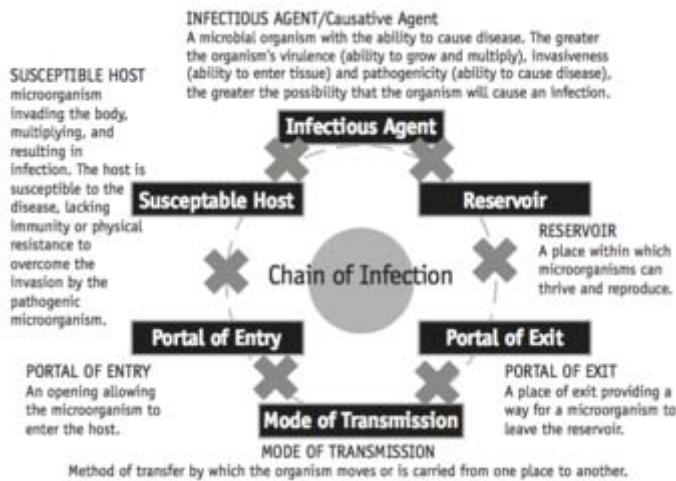 INFECTIOUS AGENT/Causative Agent
A microbial organism with the ability to cause disease. The greater
the organism's virulence (ability to grow and multiply), invasiveness
(ability to enter tissue) and pathogenicity (ability to cause disease),
the greater the possibility that the organism will cause an infection.
SUSCEPTIBLE HOST
microorganism
invading the body,
multiplying, and
resulting in
infection. The host is
susceptible to the
disease, lacking
immunity or physical
resistance to
overcome the
invasion by the
pathogenic
microorganism.
Infectious Agent
Susceptable Host
Reservoir
RESERVOIR
A place within which
microorganisms can
thrive and reproduce.
Chain of Infection
Portal of Entry
Portal of Exit
PORTAL OF ENTRY
An opening allowing
the microorganism to
enter the host.
PORTAL OF EXIT
A place of exit providing a
way for a microorganism to
leave the reservoir.
Mode of Transmission
MODE OF TRANSMISSION
Method of transfer by which the organism moves or is carried from one place to another.